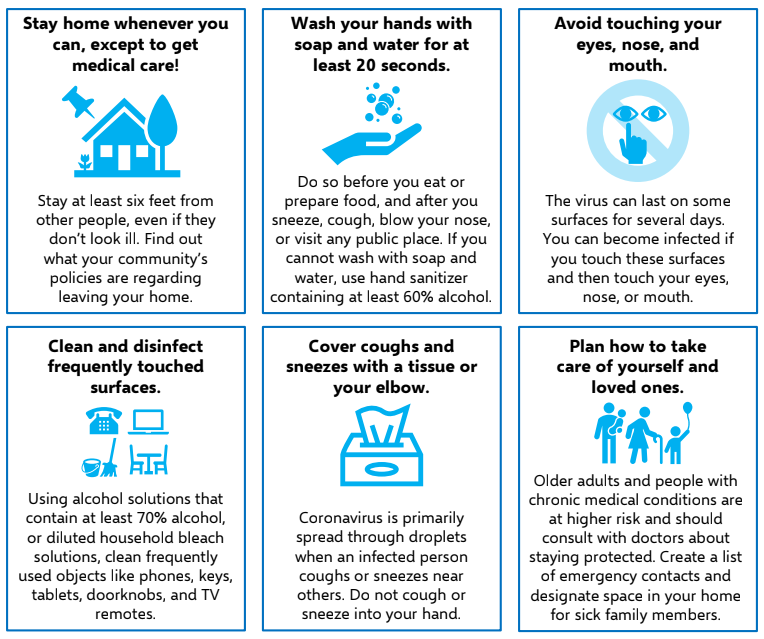 Stay home whenever you
can, except to get
medical care!
Stay at least six feet from
other people, even if they
don't look ill. Find out
what your community's
policies are regarding
leaving your home.
Wash your hands with
soap and water for at
least 20 seconds.
Do so before you eat or
prepare food, and after you
sneeze, cough, blow your nose,
or visit any public place. If you
cannot wash with soap and
water, use hand sanitizer
containing at least 60% alcohol.
Avoid touching your
eyes, nose, and
mouth.
The virus can last on some
surfaces for several days.
You can become infected if
you touch these surfaces
and then touch your eyes,
nose, or mouth.
Clean and disinfect
frequently touched
surfaces.
Using alcohol solutions that
contain at least 70% alcohol,
or diluted household bleach
solutions, clean frequently
used objects like phones, keys,
tablets, doorknobs, and TV
remotes.
Cover coughs and
sneezes with a tissue or
your elbow.
Coronavirus is primarily
spread through droplets
when an infected person
coughs or sneezes near
others. Do not cough or
sneeze into your hand.
Plan how to take
care of yourself and
loved ones.
Older adults and people with
chronic medical conditions are
at higher risk and should
consult with doctors about
staying protected. Create a list
of emergency contacts and
designate space in your home
for sick family members.